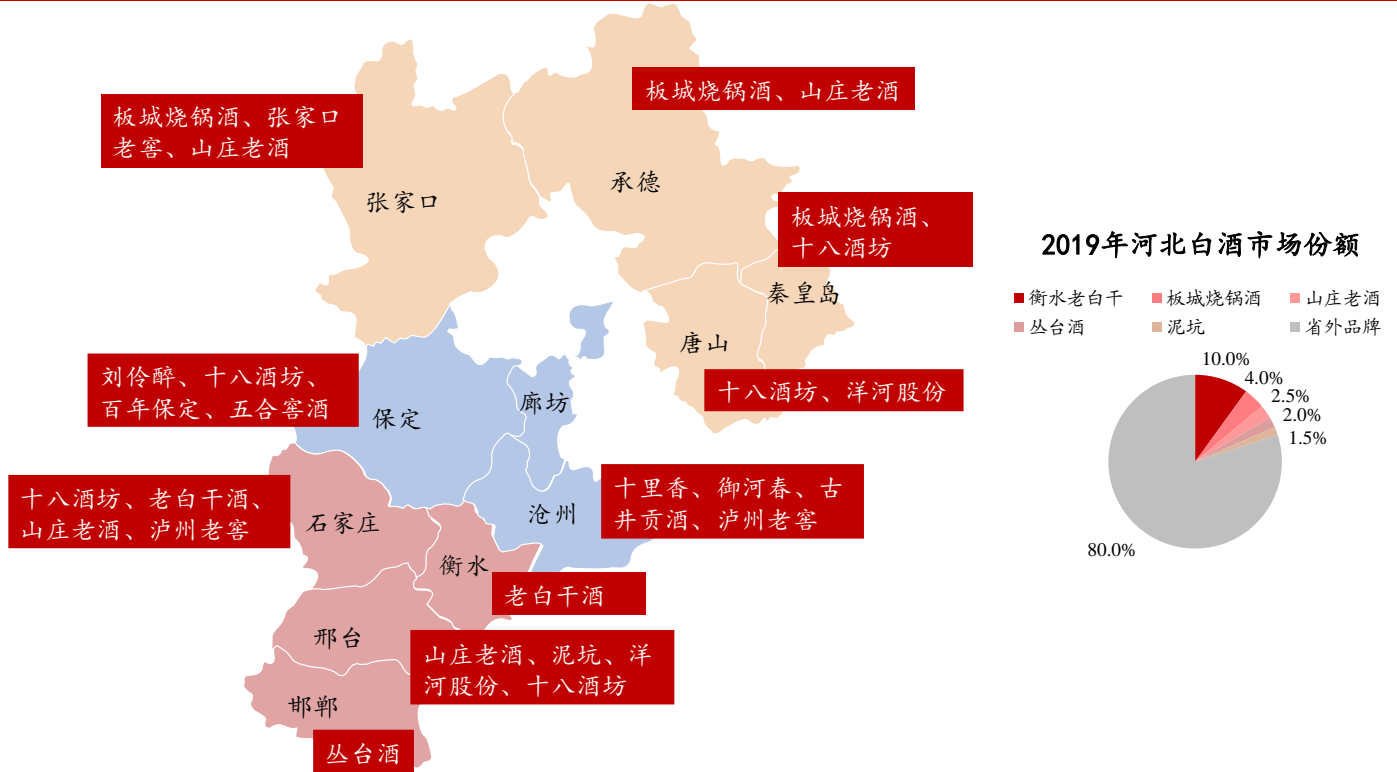 板城烧锅酒、山庄老酒
板城烧锅酒、张家口
老窖、山庄老酒
承德
张家口
板城烧锅酒、
十八酒坊
秦皇岛
唐山
十八酒坊、洋河股份
刘伶醉、十八酒坊、
百年保定、五合窖酒
廊坊
保定
十八酒坊、老白干酒、
山庄老酒、泸州老窖
石家庄
沧州
十里香、御河春、古
井贡酒、泸州老窖
衡水
老白干酒
邢台
山庄老酒、泥坑、洋
河股份、十八酒坊
邯郸
丛台酒
2019年河北白酒市场份额
衡水老白干 板城烧锅酒 山庄老酒
丛台酒 泥坑 省外品牌
10.0%
4.0%
2.5%
2.0%
1.5%
80.0%